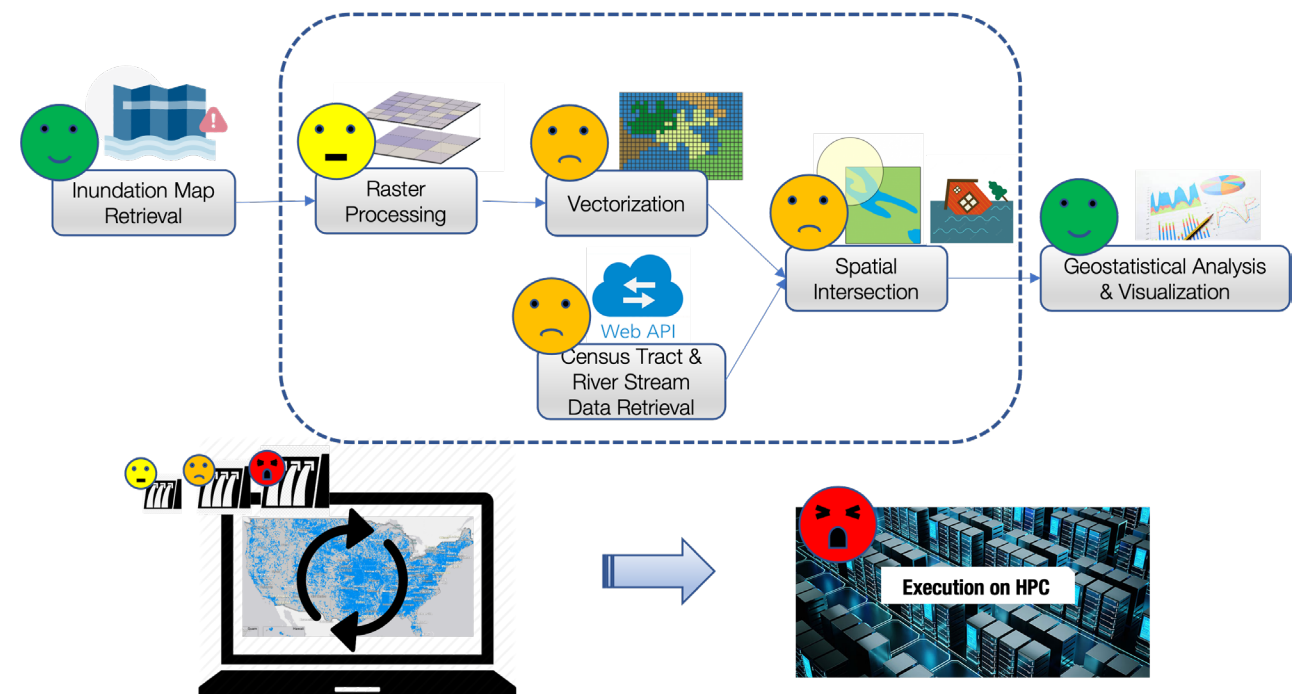 Inundation Map
Retrieval
Raster
Processing
Vectorization
Web API
Census Tract &
River Stream
Data Retrieval
Spatial
Intersection
Geostatistical Analysis
& Visualization
Execution on HPC